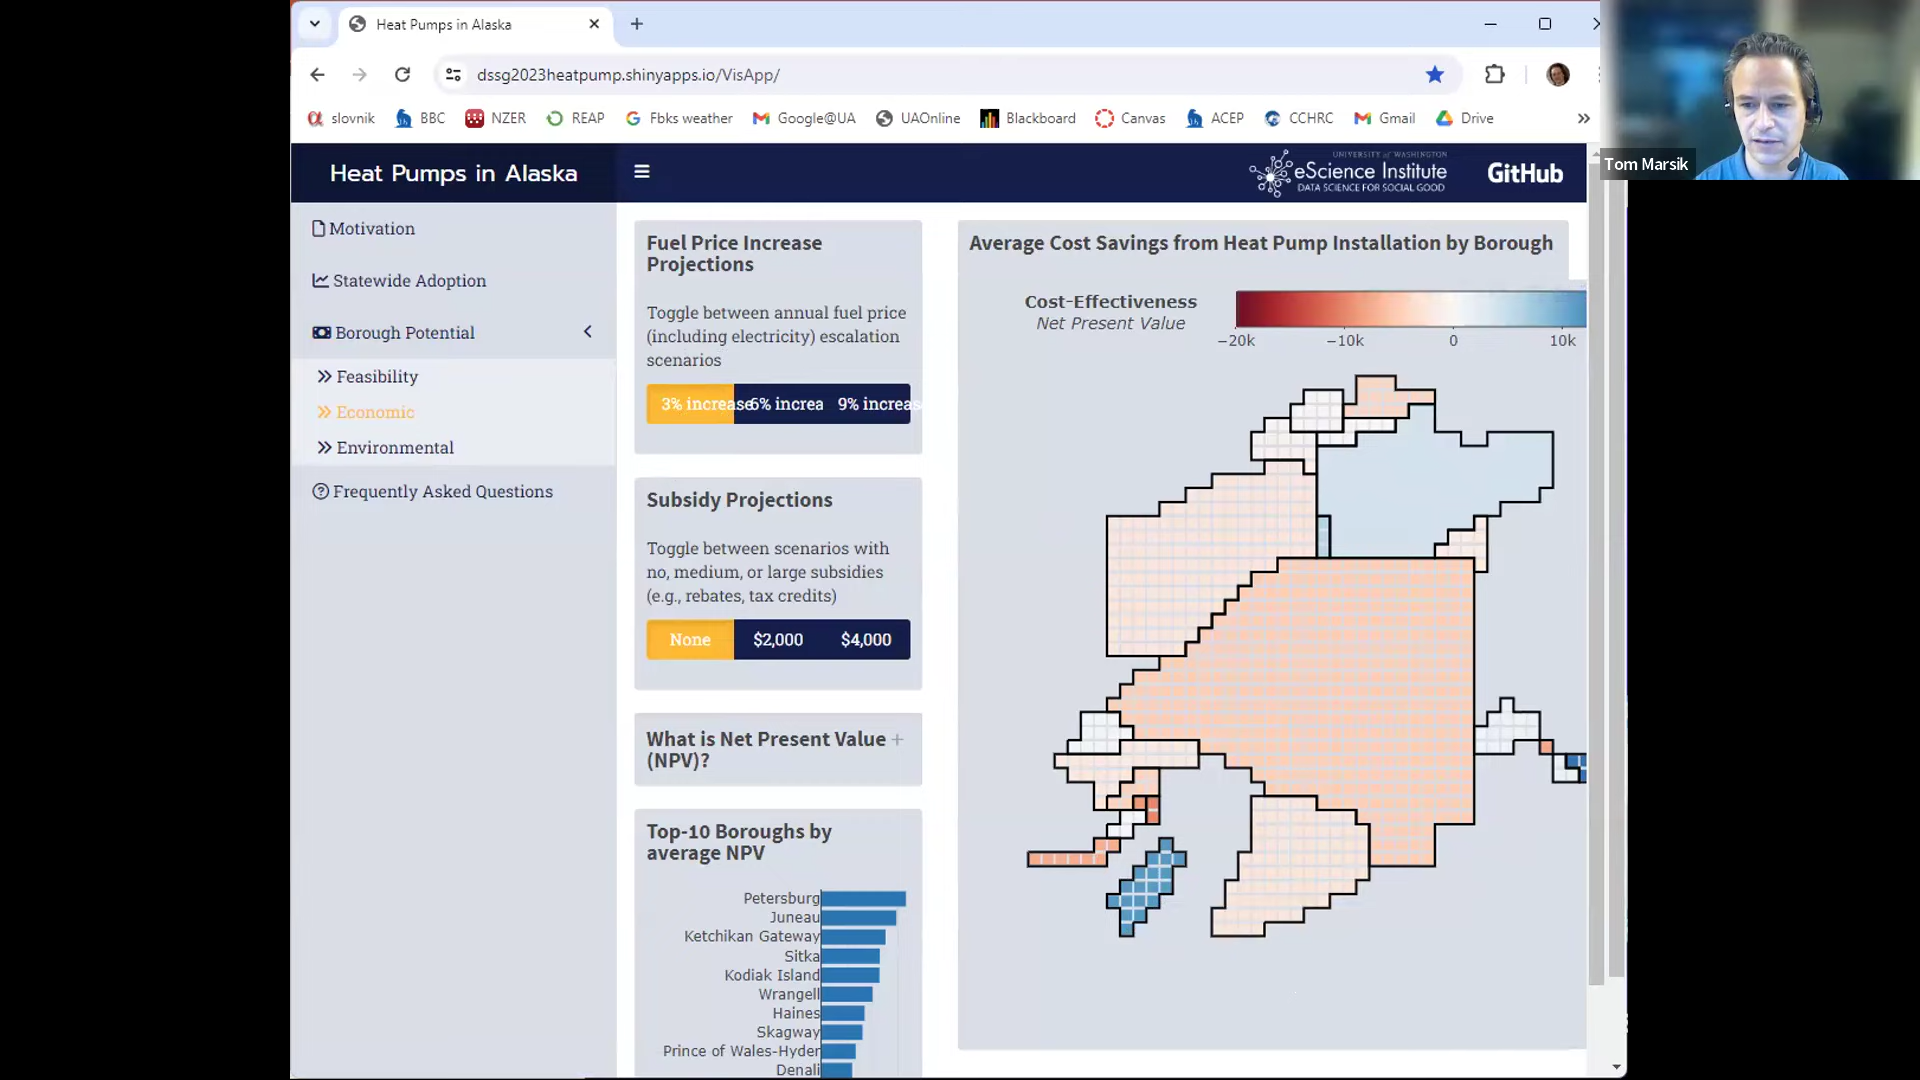 Heat Pumps in Alaska
dssg2023heatpump.shinyapps.io/VisApp/
slovnik BBC NZER REAP Fbks weather Google@UA UAOnline Blackboard Canvas ACEP CCHRC Gmail Drive
Tom Marsik
Heat Pumps in Alaska
UNIVERSITY of WASHINGTON
eScience Institute
DATA SCIENCE FOR SOCIAL GOOD
GitHub
Motivation
Statewide Adoption
Borough Potential
Feasibility
Economic
Environmental
Frequently Asked Questions
Fuel Price Increase
Projections
Toggle between annual fuel price
(including electricity) escalation
scenarios
3% increase 6% increa 9% increas
Subsidy Projections
Toggle between scenarios with
no, medium, or large subsidies
(e.g., rebates, tax credits)
None $2,000 $4,000
What is Net Present Value
(NPV)?
Top-10 Boroughs by
average NPV
Petersburg
Juneau
Ketchikan Gateway
Sitka
Kodiak Island
Wrangell
Haines
Skagway
Prince of Wales-Hyder
Denali
Average Cost Savings from Heat Pump Installation by Borough
Cost-Effectiveness
Net Present Value
−20k −10k 0 10k